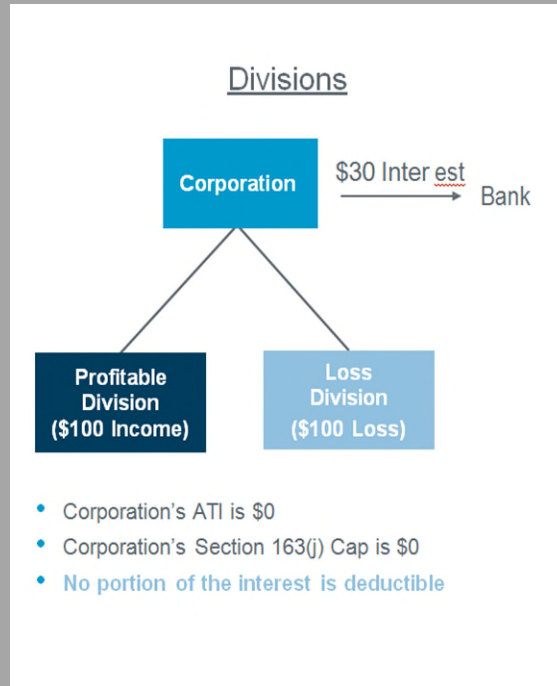 Divisions
Corporation
$30 Inter est
Bank
Profitable
Division
($100 Income)
Loss
Division
($100 Loss)
• Corporation's ATI is $0
• Corporation's Section 163(j) Cap is $0
• No portion of the interest is deductible